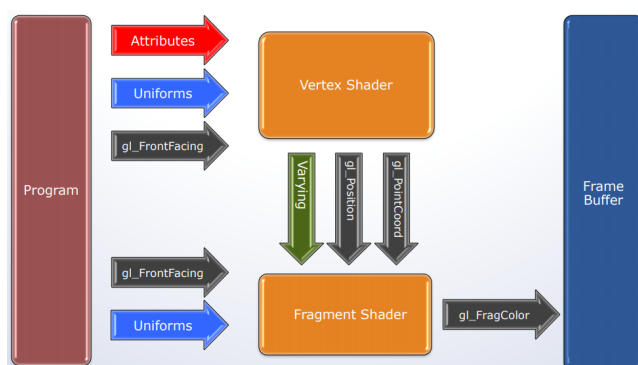 Attributes
Uniforms
gl_FrontFacing
Program
Vertex Shader
Varying
gl_Position
gl_PointCoord
gl_FrontFacing
Uniforms
Fragment Shader
gl_FragColor
Frame
Buffer